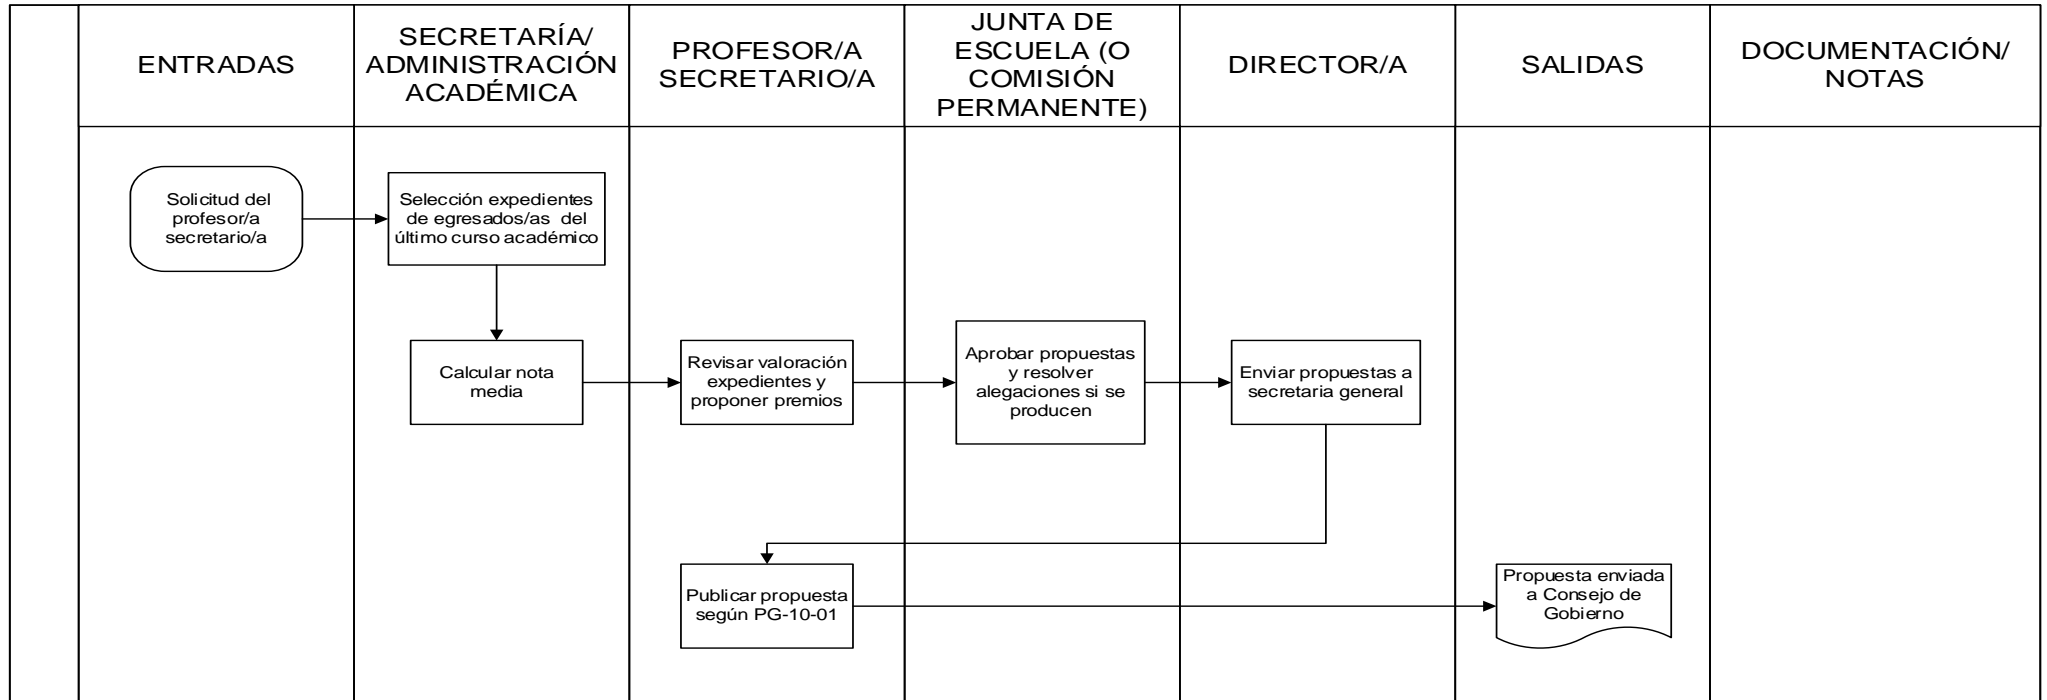 ENTRADAS
SECRETARÍA/
ADMINISTRACIÓN
ACADÉMICA
PROFESOR/A
SECRETARIO/A
JUNTA DE
ESCUELA (O
COMISIÓN
PERMANENTE)
DIRECTOR/A
SALIDAS
DOCUMENTACIÓN/
NOTAS
Solicitud del
profesor/a
secretario/a
Selección expedientes
de egresados/as del
último curso académico
Calcular nota
media
Revisar valoración
expedientes y
proponer premios
Aprobar propuestas
y resolver
alegaciones si se
producen
Enviar propuestas a
secretaria general
Publicar propuesta
según PG-10-01
Propuesta enviada
a Consejo de
Gobierno